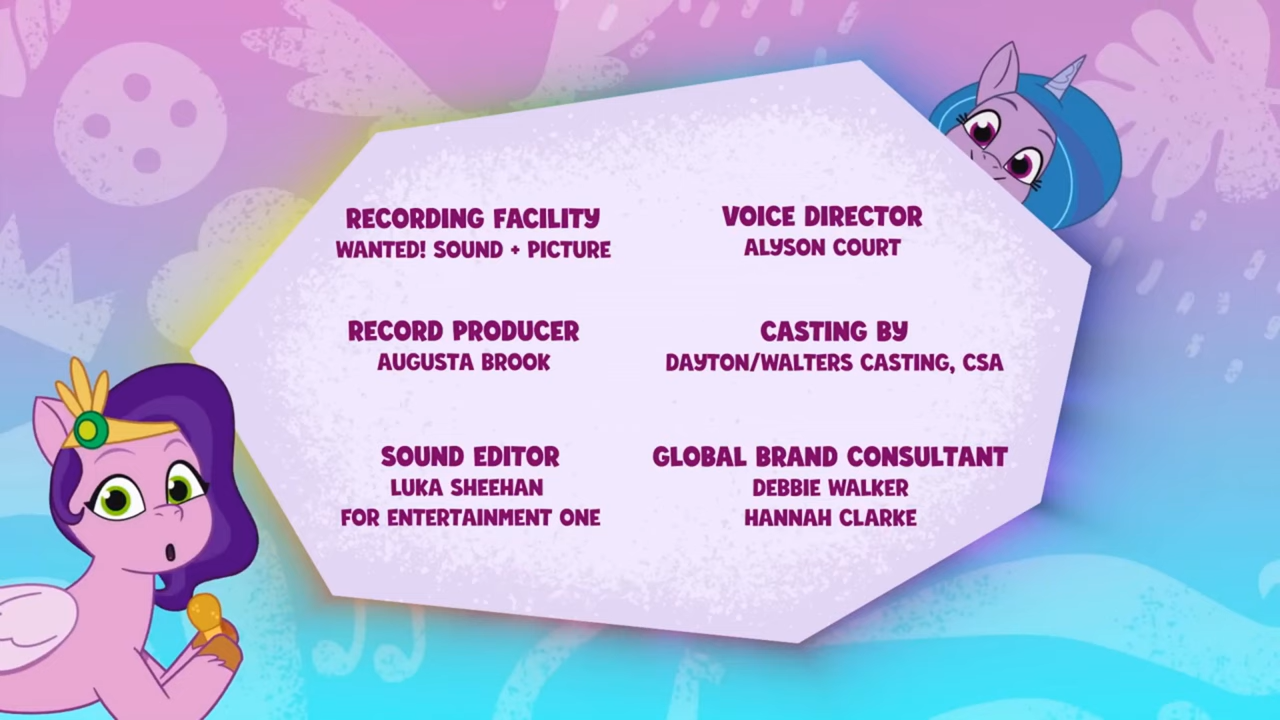 RECORDING FACILITY
WANTED! SOUND + PICTURE
RECORD PRODUCER
AUGUSTA BROOK
SOUND EDITOR
LUKA SHEEHAN
FOR ENTERTAINMENT ONE
VOICE DIRECTOR
ALYSON COURT
CASTING BY
DAYTON/WALTERS CASTING, CSA
GLOBAL BRAND CONSULTANT
DEBBIE WALKER
HANNAH CLARKE